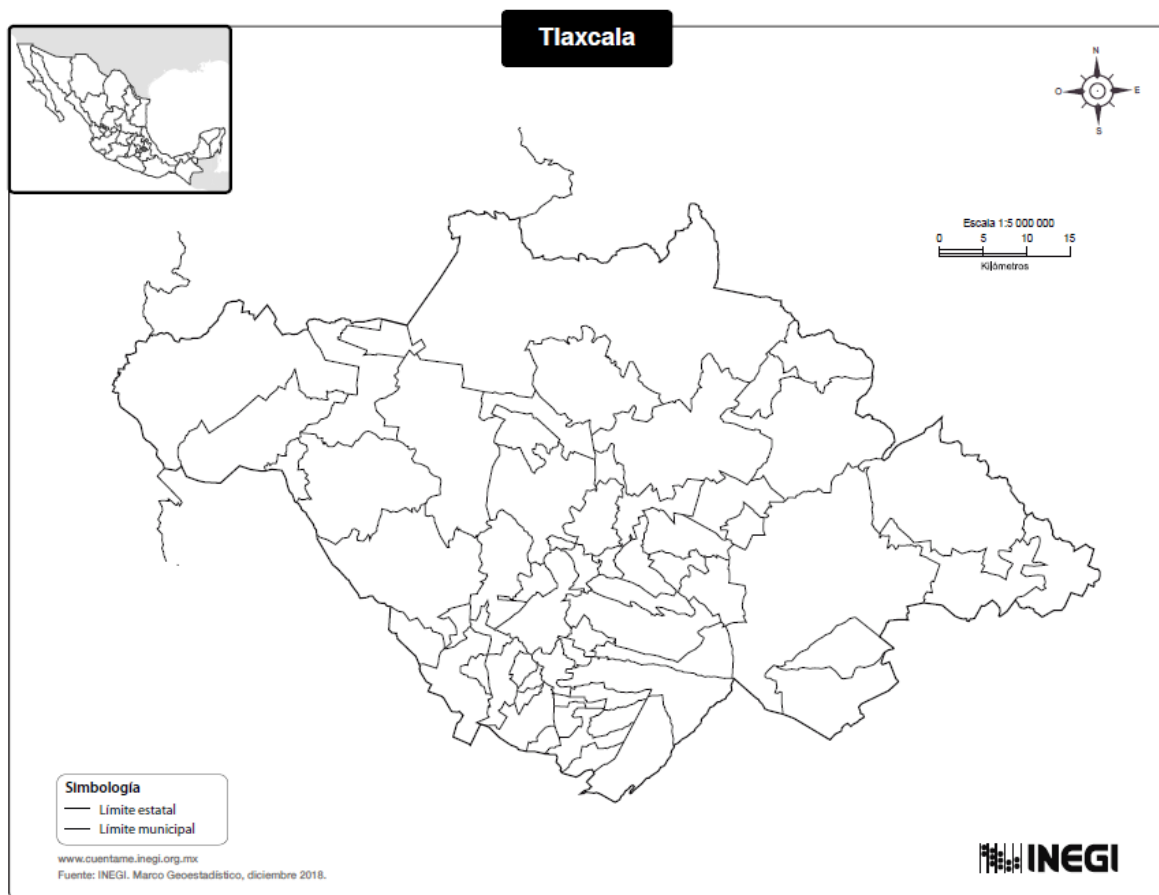 Tlaxcala
N
O
E
S
Escala 1:5 000 000
0 5 10 15
Kilómetros
Simbología
Límite estatal
Límite municipal
www.cuentame.inegi.org.mx
Fuente: INEGI. Marco Geoestadístico, diciembre 2018.
INEGI